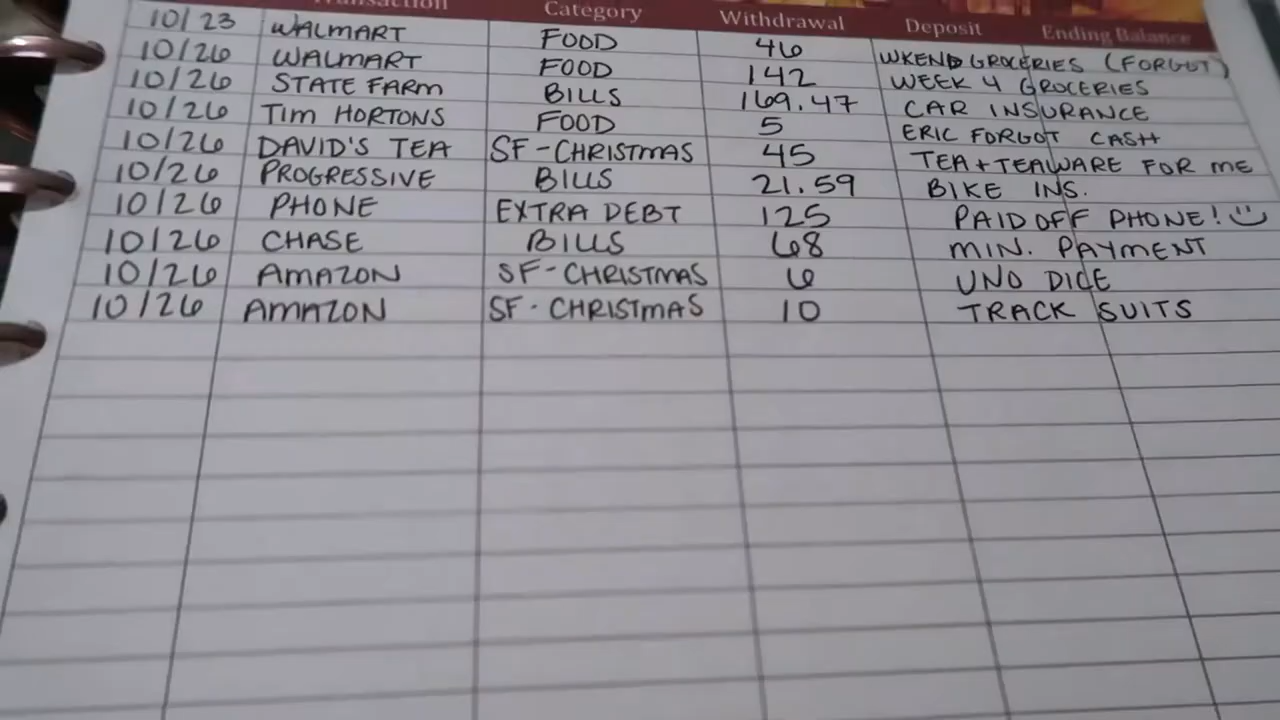 Transaction Category Withdrawal Deposit Ending Balance
10/23 WALMART FOOD 46 WKEND GROCERIES (FORGOT)
10/26 WALMART FOOD 142 WEEK 4 GROCERIES
10/26 STATE FARM BILLS 169.47 CAR INSURANCE
10/26 TIM HORTONS FOOD 5 ERIC FORGOT CASH
10/26 DAVID'S TEA SF-CHRISTMAS 45 TEA + TEAWARE FOR ME
10/26 PROGRESSIVE BILLS 21.59 BIKE INS.
10/26 PHONE EXTRA DEBT 125 PAID OFF PHONE!
10/26 CHASE BILLS 68 MIN. PAYMENT
10/26 AMAZON SF-CHRISTMAS 6 UNO DICE
10/26 AMAZON SF-CHRISTMAS 10 TRACK SUITS